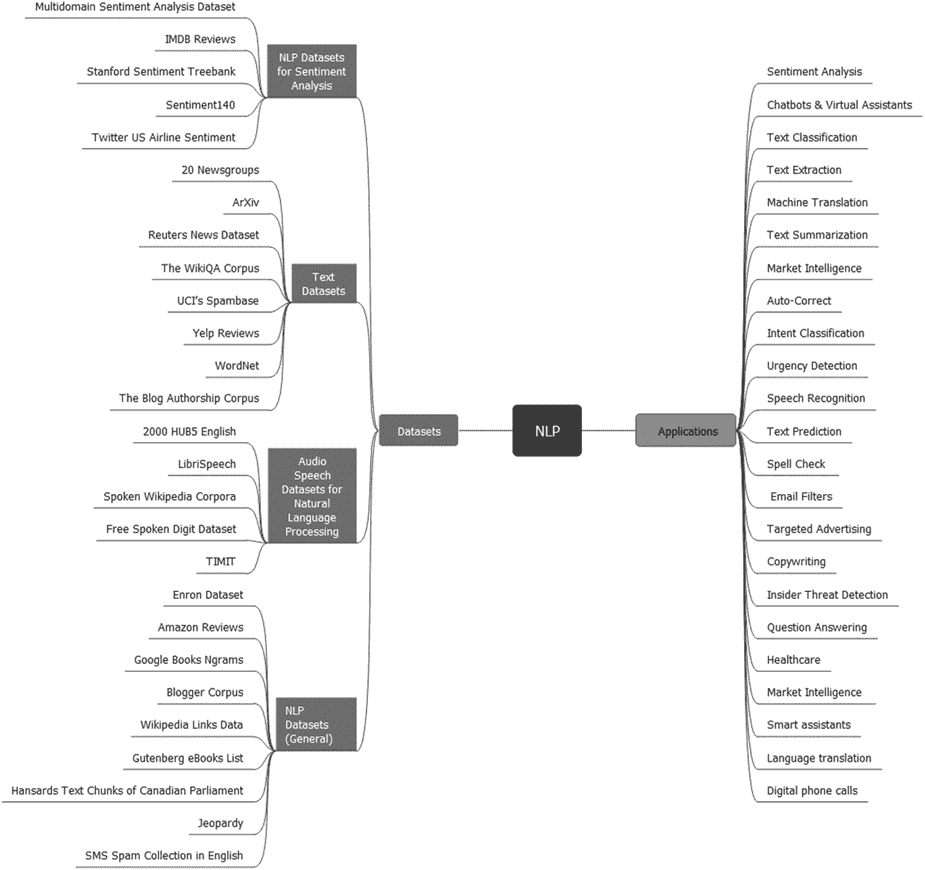 Multidomain Sentiment Analysis Dataset
IMDB Reviews
Stanford Sentiment Treebank
Sentiment140
Twitter US Airline Sentiment
NLP Datasets
for Sentiment
Analysis
20 Newsgroups
ArXiv
Reuters News Dataset
The WikiQA Corpus
UCI's Spambase
Yelp Reviews
WordNet
The Blog Authorship Corpus
Text
Datasets
2000 HUB5 English
LibriSpeech
Spoken Wikipedia Corpora
Free Spoken Digit Dataset
TIMIT
Audio
Speech
Datasets for
Natural
Language
Processing
Enron Dataset
Amazon Reviews
Google Books Ngrams
Blogger Corpus
Wikipedia Links Data
Gutenberg eBooks List
Hansards Text Chunks of Canadian Parliament
Jeopardy
SMS Spam Collection in English
NLP
Datasets
(General)
Datasets
NLP
Applications
Sentiment Analysis
Chatbots & Virtual Assistants
Text Classification
Text Extraction
Machine Translation
Text Summarization
Market Intelligence
Auto-Correct
Intent Classification
Urgency Detection
Speech Recognition
Text Prediction
Spell Check
Email Filters
Targeted Advertising
Copywriting
Insider Threat Detection
Question Answering
Healthcare
Market Intelligence
Smart assistants
Language translation
Digital phone calls